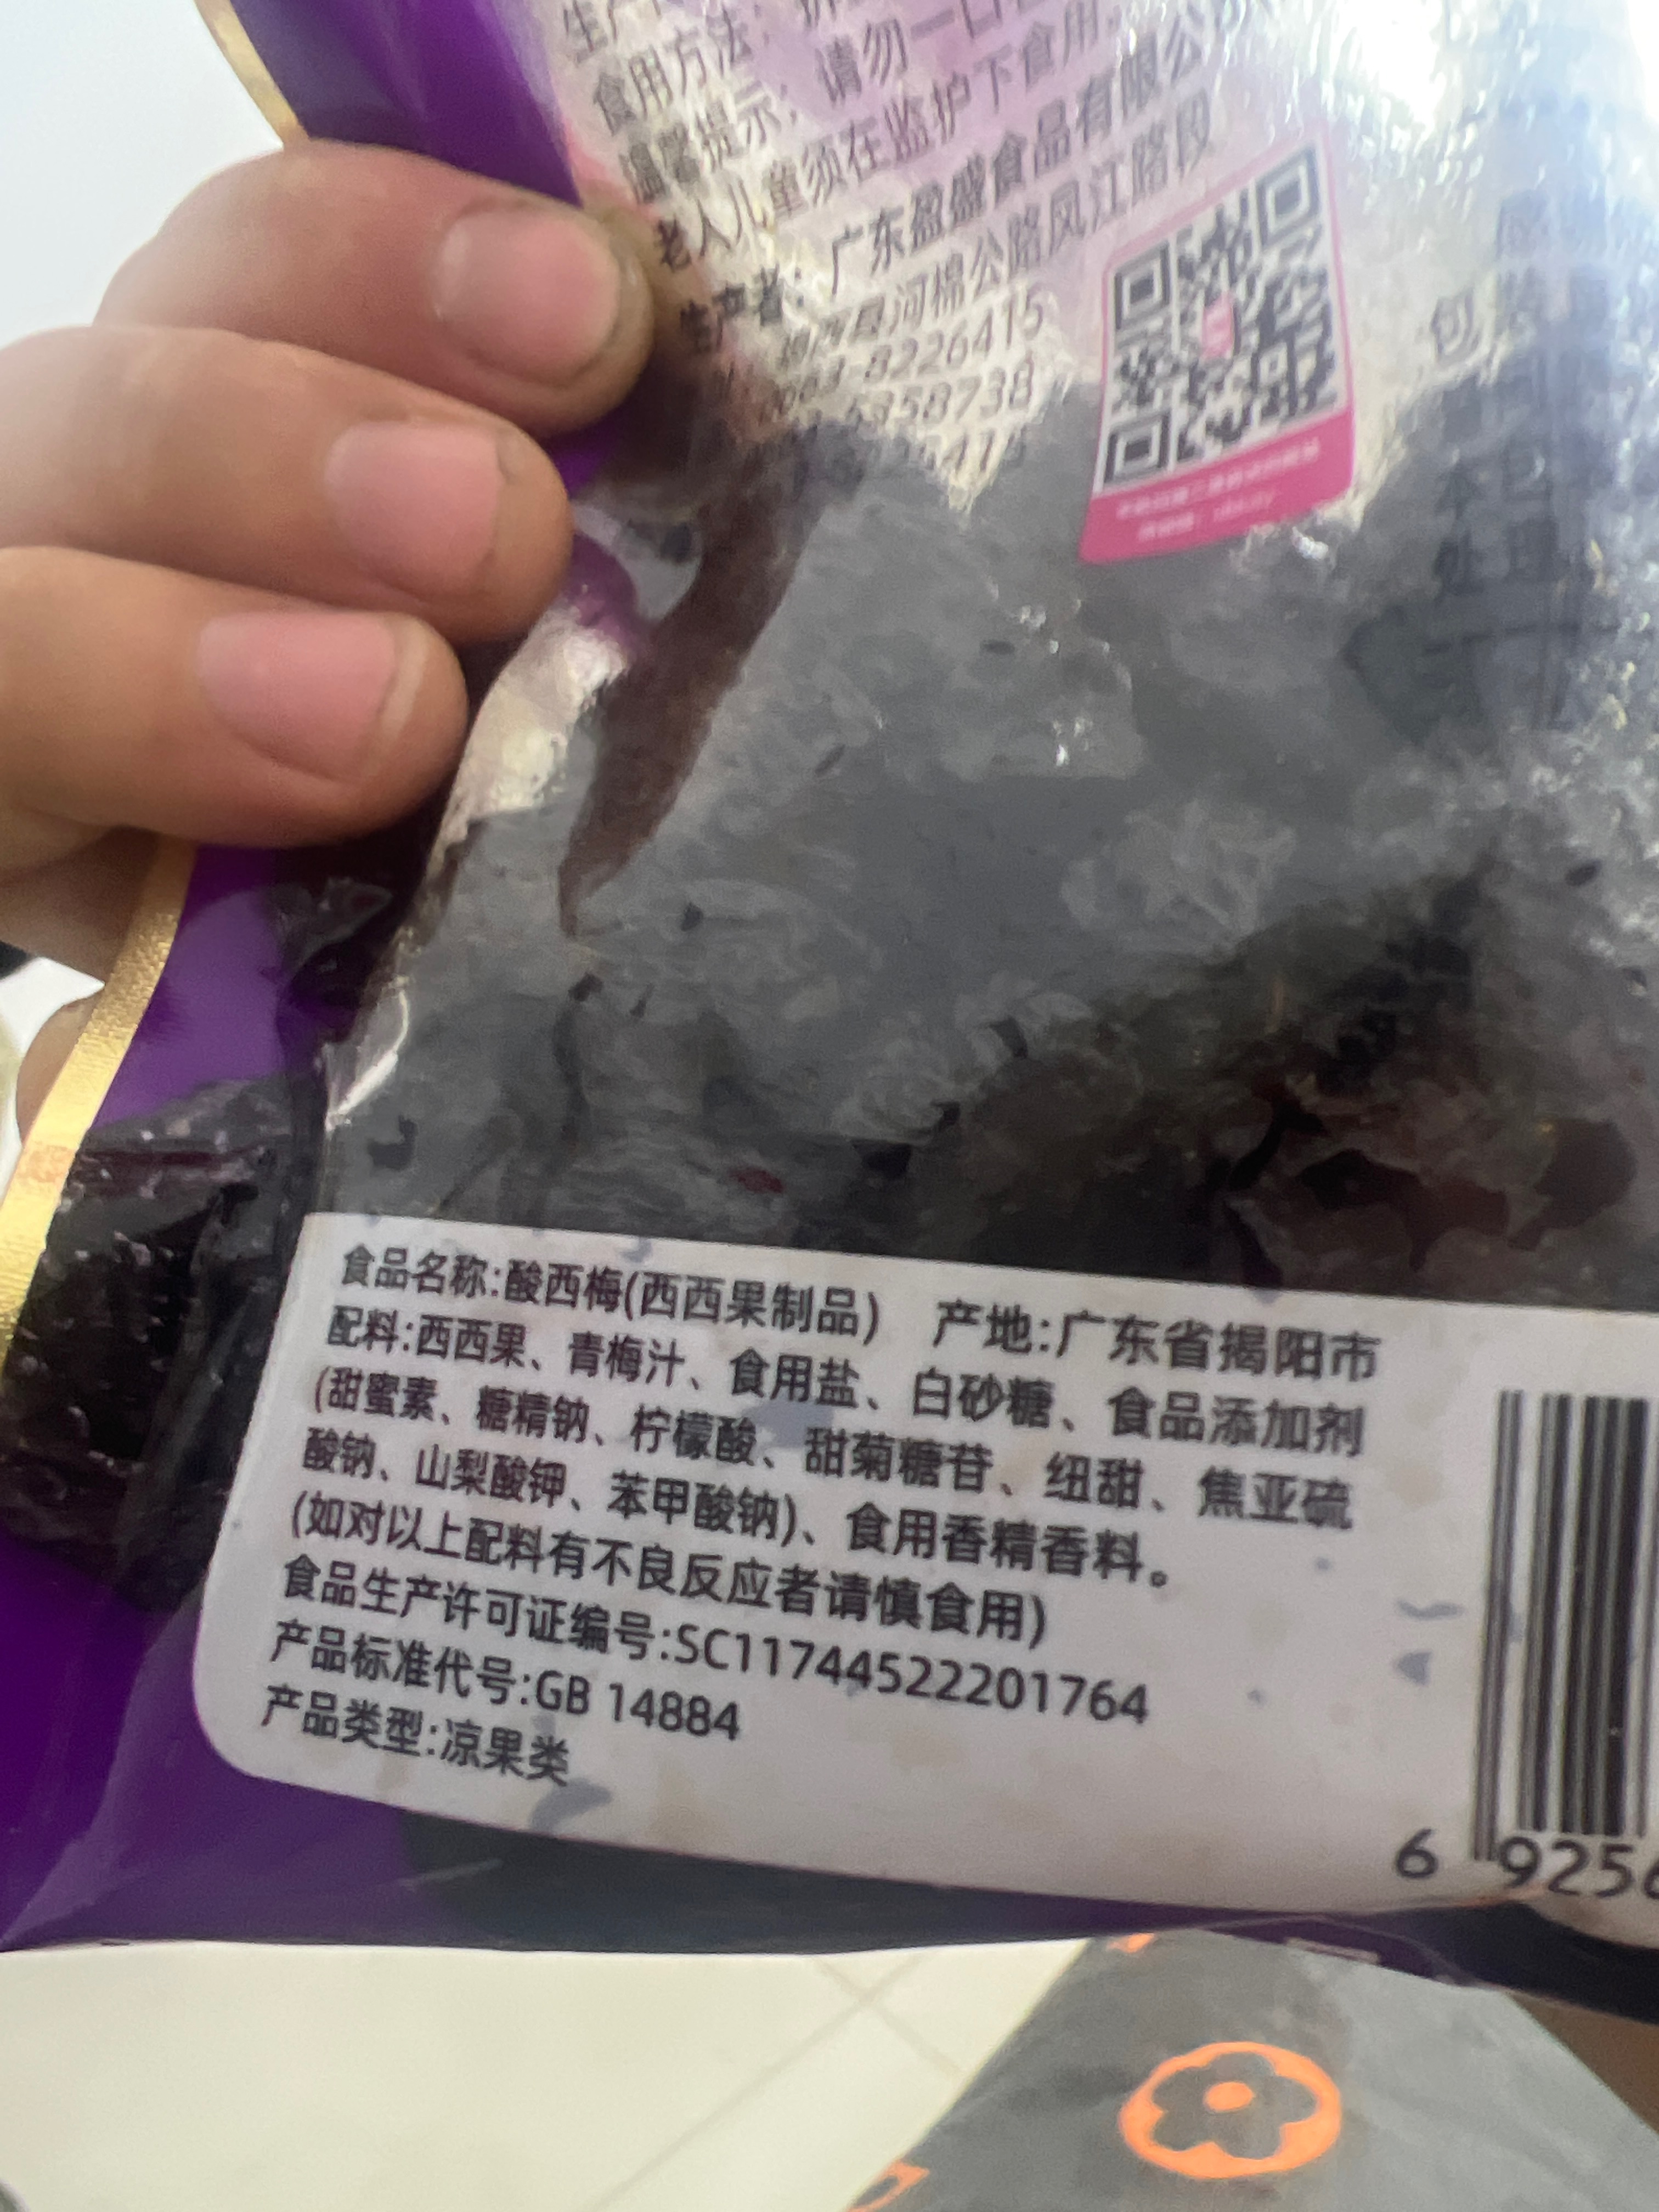 食用方法:
温馨提示:请勿一口
老人儿童须在监护下食用
生产者:广东盈盛食品有限公
河棉公路凤江路段
8226415
5358738
食品名称:酸西梅(西西果制品) 产地:广东省揭阳市
配料:西西果、青梅汁、食用盐、白砂糖、食品添加剂
(甜蜜素、糖精钠、柠檬酸、甜菊糖苷、纽甜、焦亚硫
酸钠、山梨酸钾、苯甲酸钠)、食用香精香料。
(如对以上配料有不良反应者请慎食用)
食品生产许可证编号:SC11744522201764
产品标准代号:GB 14884
产品类型:凉果类
6 9256